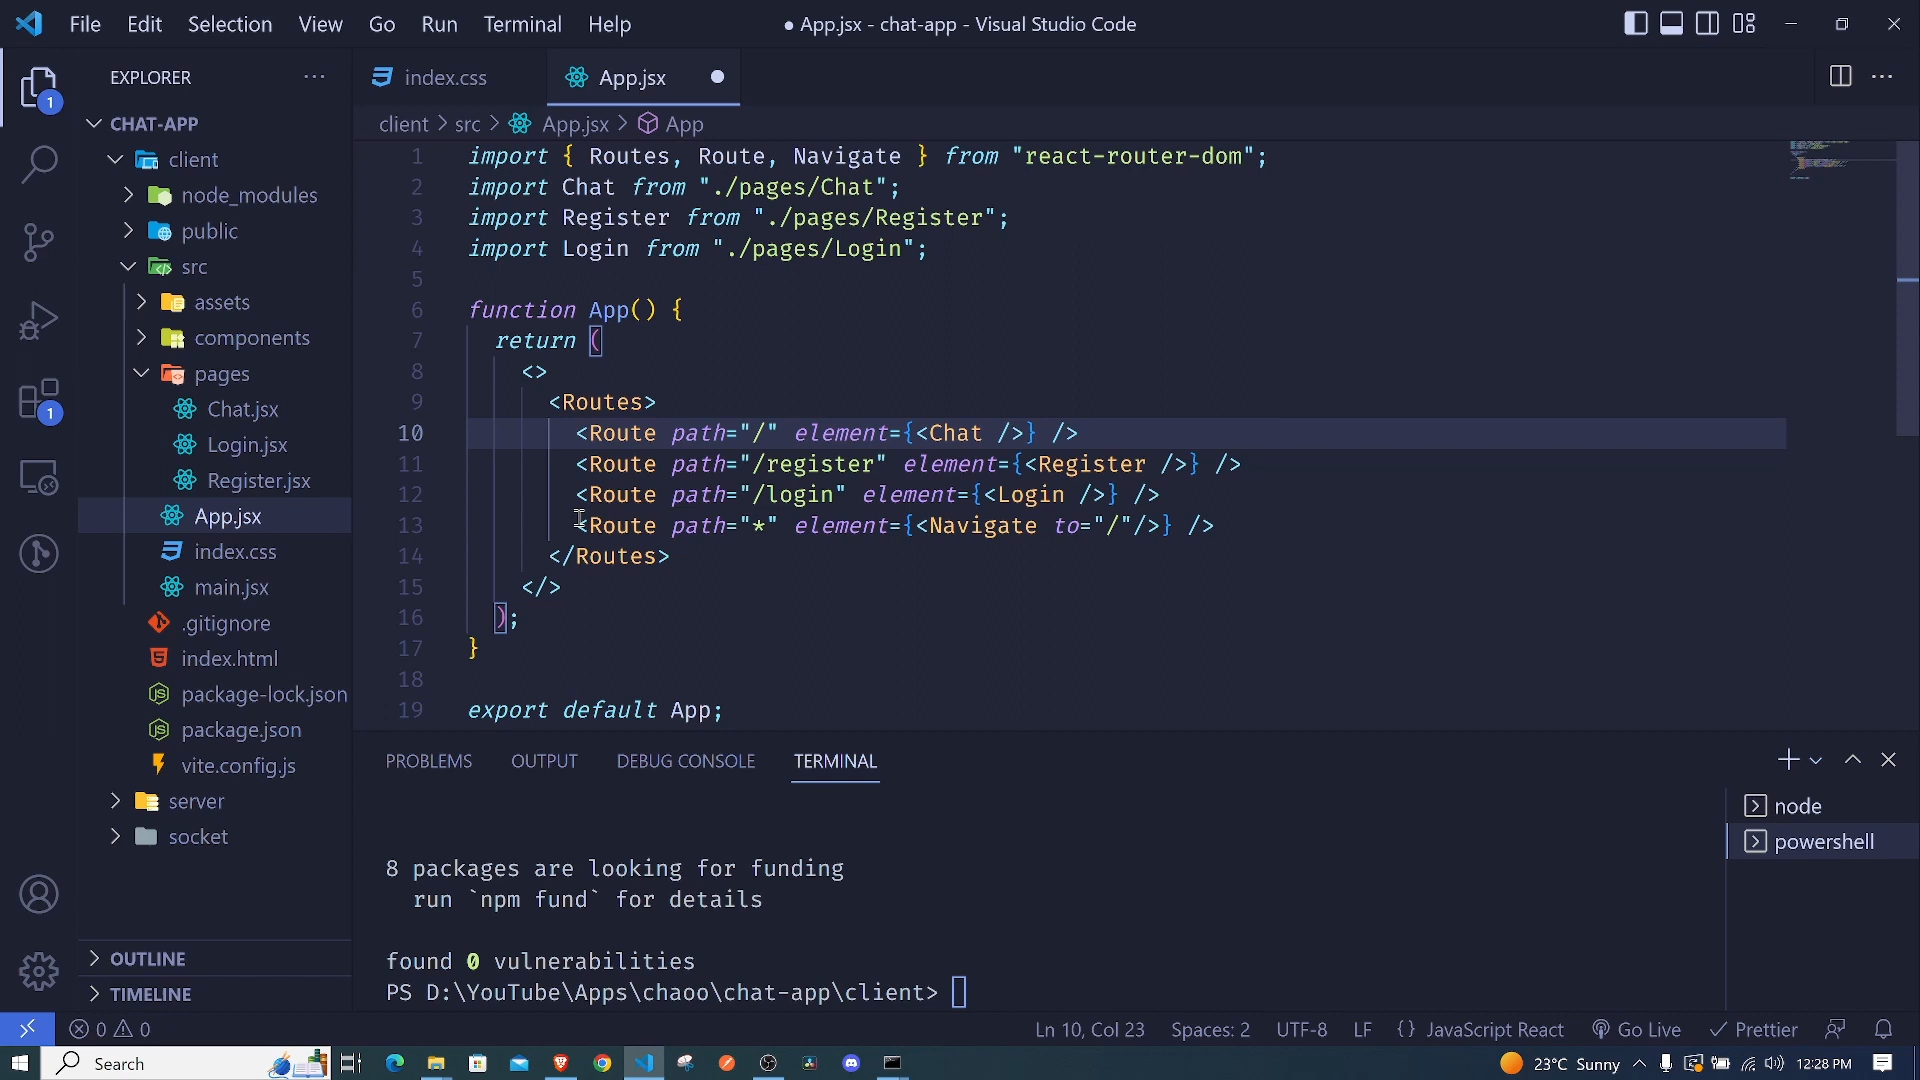 File Edit Selection View Go Run Terminal Help
● App.jsx - chat-app - Visual Studio Code
EXPLORER ···
index.css
App.jsx ●
1
CHAT-APP
client > src > App.jsx > App
client
node_modules
public
src
assets
components
pages
Chat.jsx
Login.jsx
Register.jsx
App.jsx
index.css
main.jsx
.gitignore
index.html
package-lock.json
package.json
vite.config.js
server
socket
OUTLINE
TIMELINE
1
1 import { Routes, Route, Navigate } from "react-router-dom";
2 import Chat from "./pages/Chat";
3 import Register from "./pages/Register";
4 import Login from "./pages/Login";
5
6 function App() {
7 return (
8 <>
9 <Routes>
10 <Route path="/" element={<Chat />} />
11 <Route path="/register" element={<Register />} />
12 <Route path="/login" element={<Login />} />
13 <Route path="*" element={<Navigate to="/"/>} />
14 </Routes>
15 </>
16 );
17 }
18
19 export default App;
PROBLEMS OUTPUT DEBUG CONSOLE TERMINAL
8 packages are looking for funding
run `npm fund` for details
found 0 vulnerabilities
PS D:\YouTube\Apps\chaoo\chat-app\client>
node
powershell
0 0
Ln 10, Col 23 Spaces: 2 UTF-8 LF {} JavaScript React Go Live Prettier
Search
23°C Sunny 12:28 PM